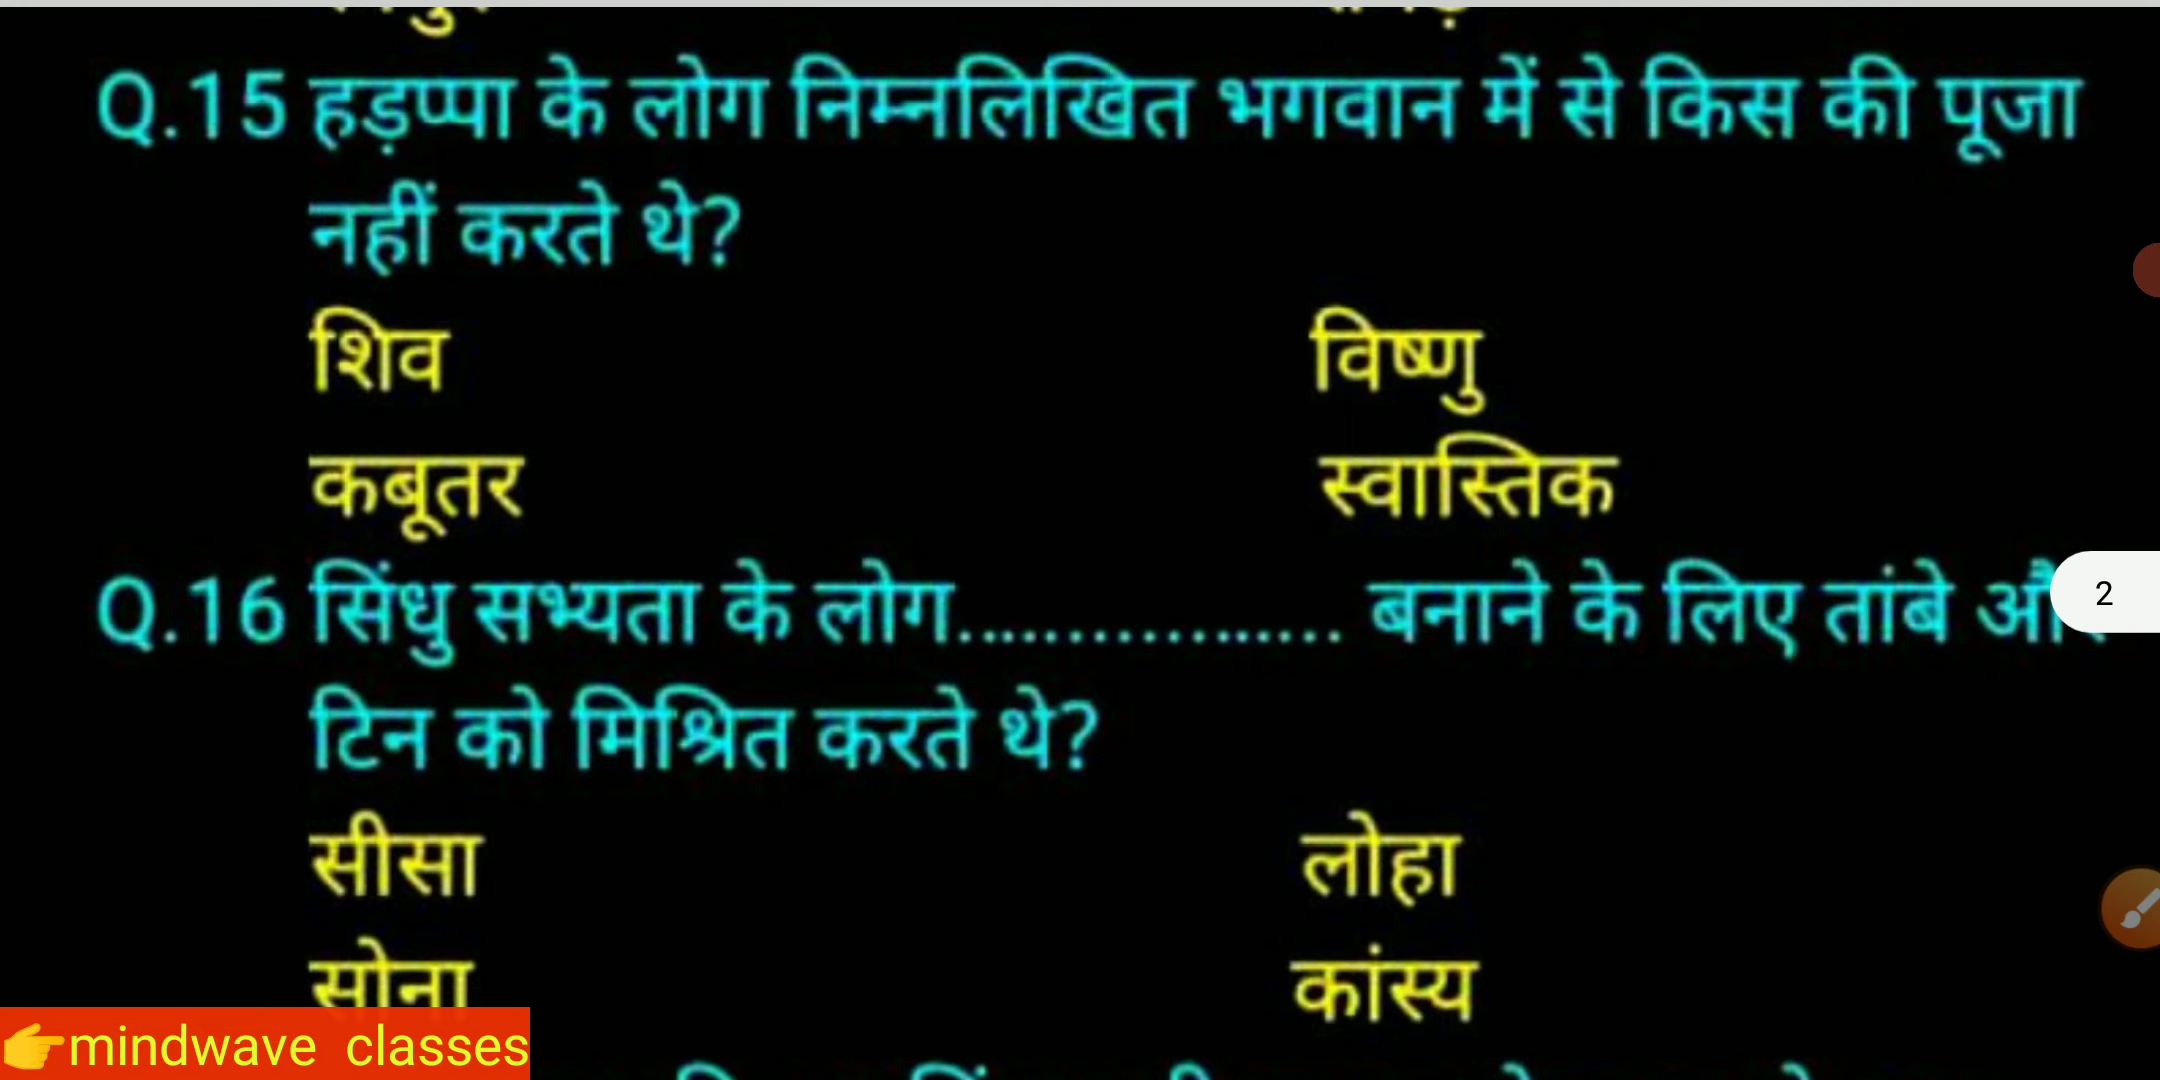 Q.15 हड़प्पा के लोग निम्नलिखित भगवान में से किस की पूजा
नहीं करते थे?
शिव विष्णु
कबूतर स्वास्तिक
Q.16 सिंधु सभ्यता के लोग................ बनाने के लिए तांबे
2
टिन को मिश्रित करते थे?
सीसा लोहा
सोना कांस्य
👉mindwave classes